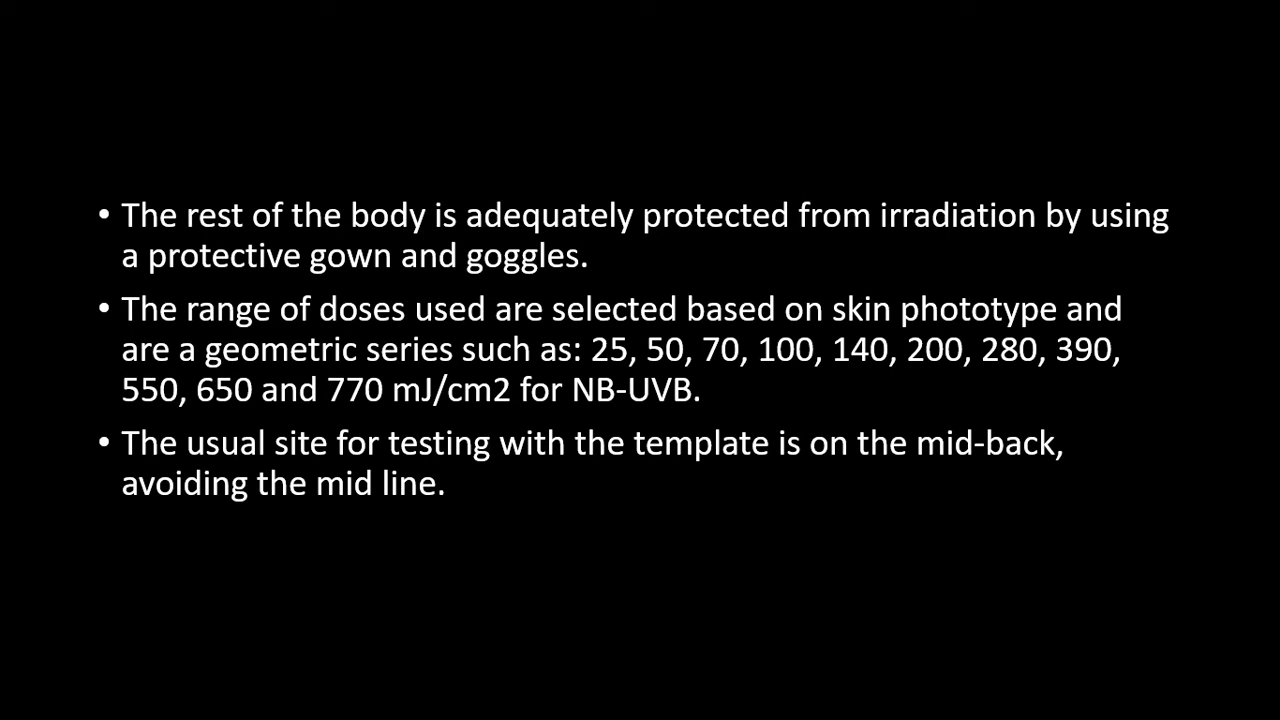 • The rest of the body is adequately protected from irradiation by using
a protective gown and goggles.
• The range of doses used are selected based on skin phototype and
are a geometric series such as: 25, 50, 70, 100, 140, 200, 280, 390,
550, 650 and 770 mJ/cm2 for NB-UVB.
• The usual site for testing with the template is on the mid-back,
avoiding the mid line.